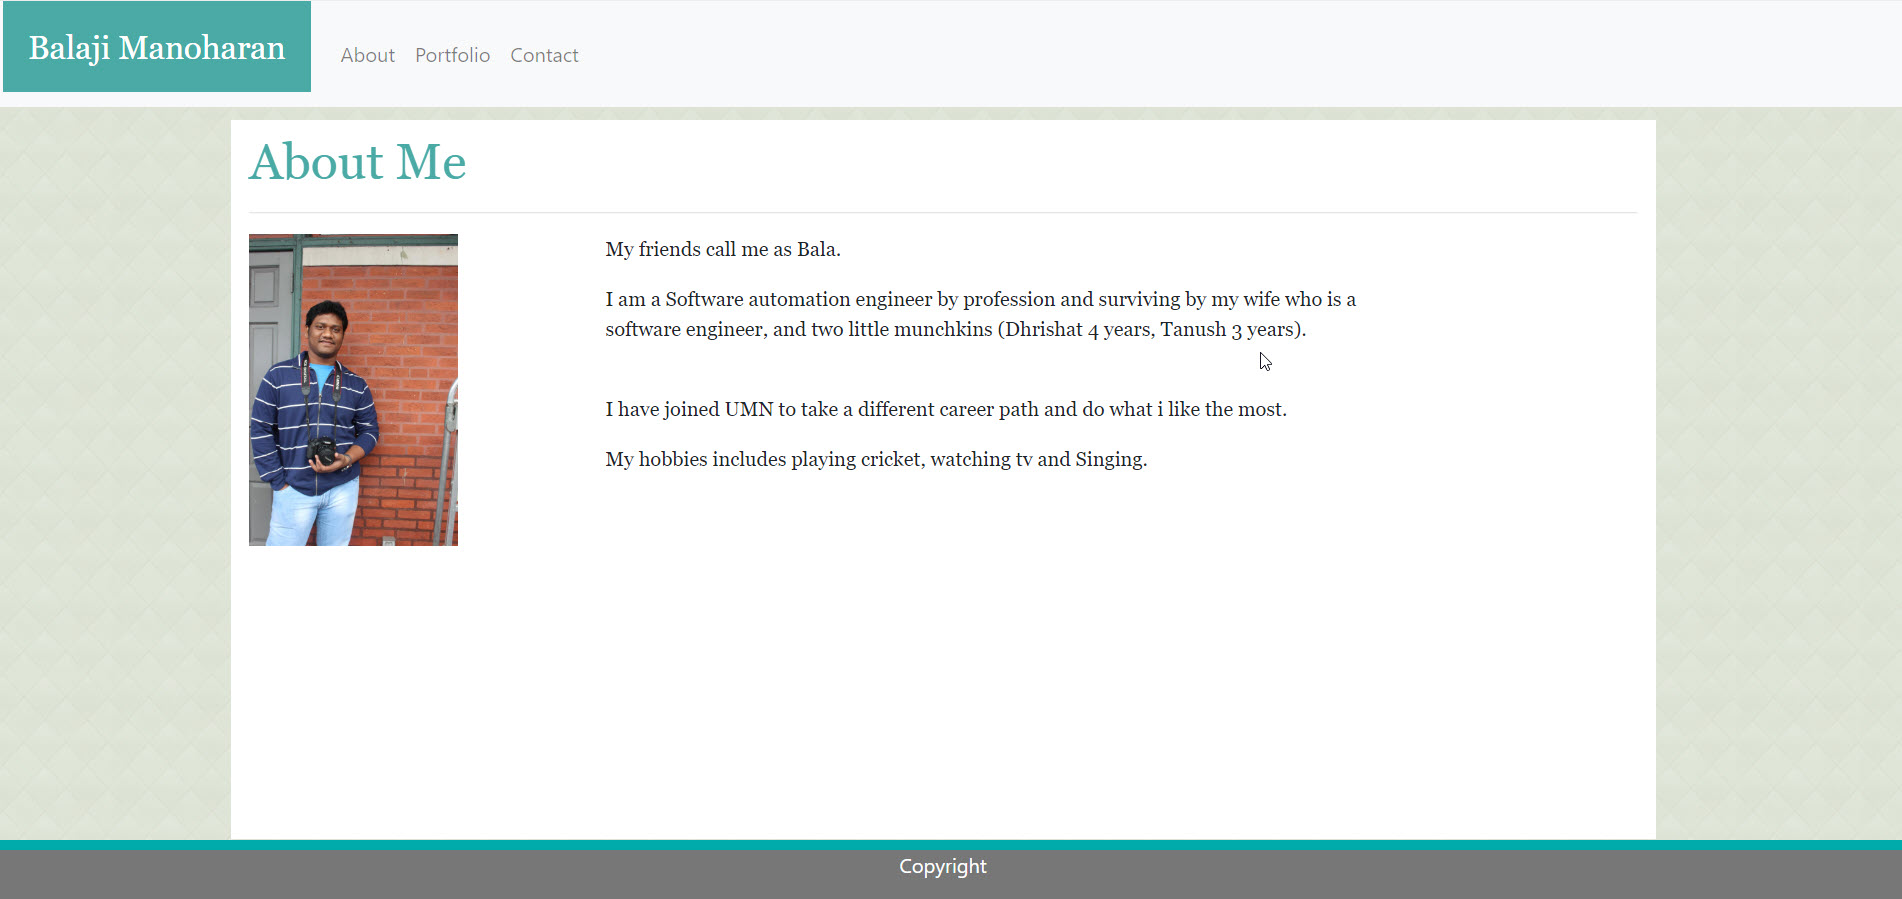 Balaji Manoharan
About Portfolio Contact
About Me
My friends call me as Bala.
I am a Software automation engineer by profession and surviving by my wife who is a
software engineer, and two little munchkins (Dhrishat 4 years, Tanush 3 years).
I have joined UMN to take a different career path and do what i like the most.
My hobbies includes playing cricket, watching tv and Singing.
Copyright